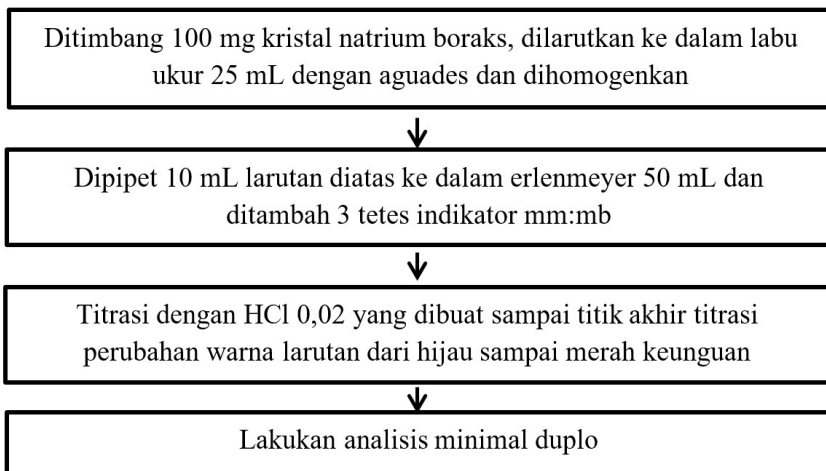 Ditimbang 100 mg kristal natrium boraks, dilarutkan ke dalam labu
ukur 25 mL dengan aguades dan dihomogenkan
Dipipet 10 mL larutan diatas ke dalam erlenmeyer 50 mL dan
ditambah 3 tetes indikator mm:mb
Titrasi dengan HCl 0,02 yang dibuat sampai titik akhir titrasi
perubahan warna larutan dari hijau sampai merah keunguan
Lakukan analisis minimal duplo